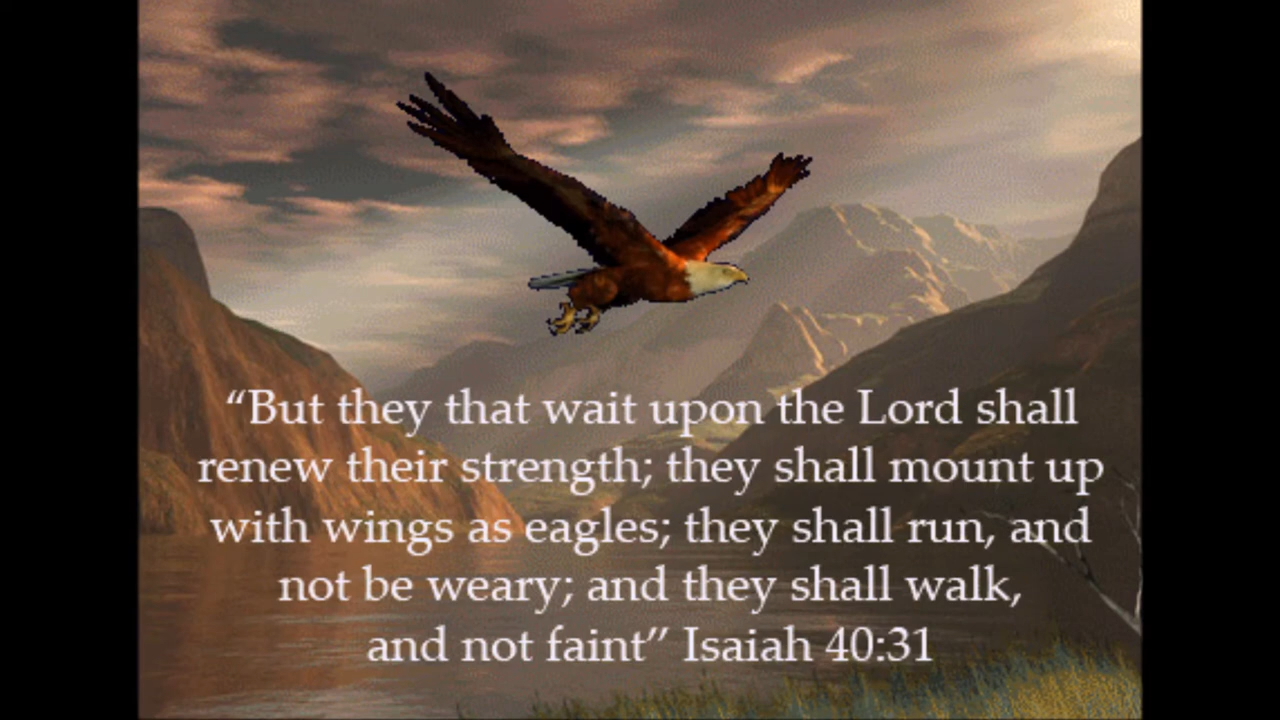 “But they that wait upon the Lord shall
renew their strength; they shall mount up
with wings as eagles; they shall run, and
not be weary; and they shall walk,
and not faint” Isaiah 40:31